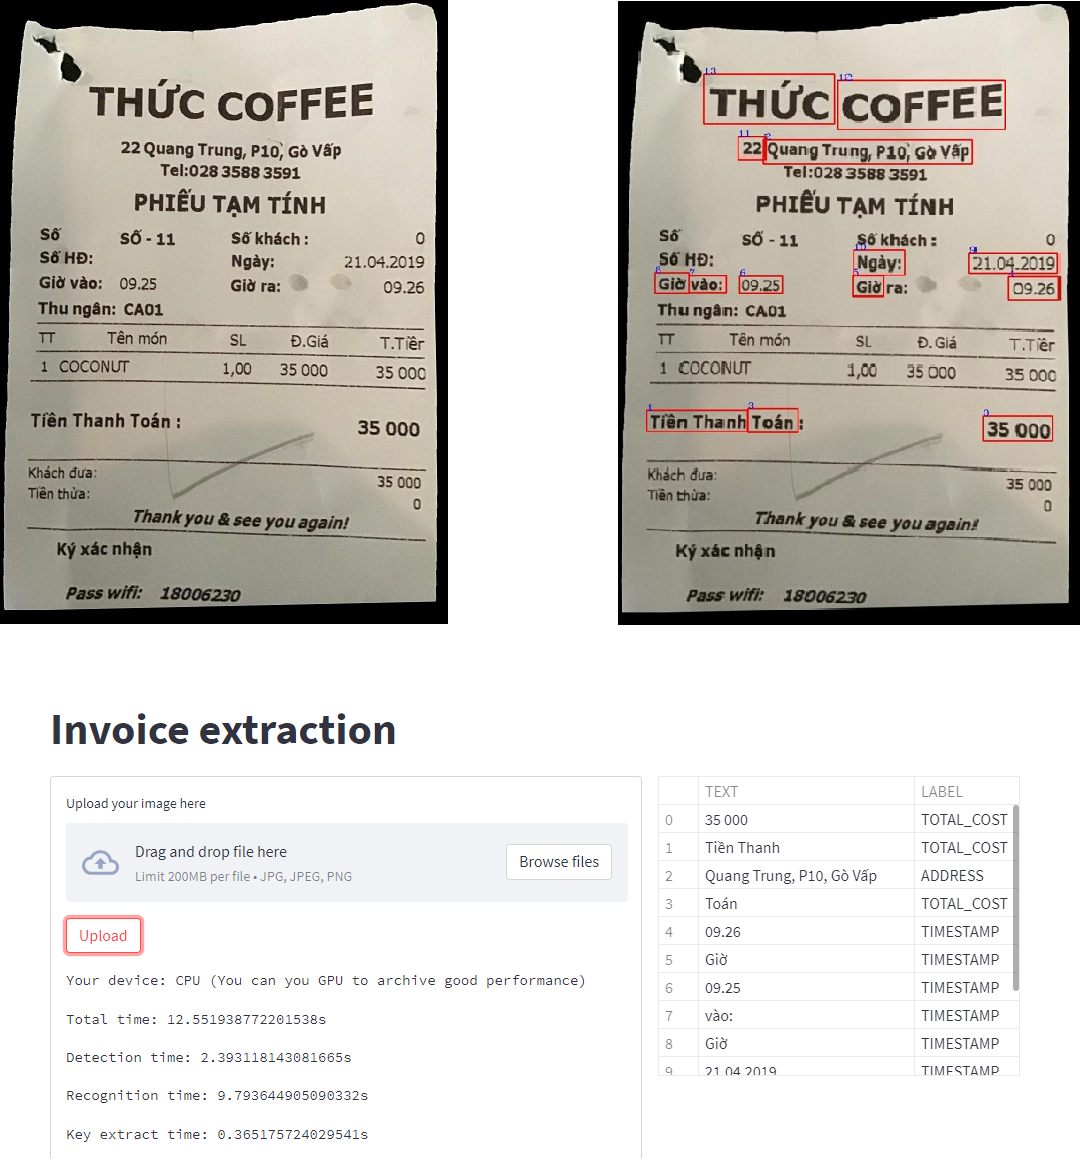 THỨC COFFEE
22 Quang Trung, P10, Gò Vấp
Tel:028 3588 3591
PHIẾU TẠM TÍNH
Số SỐ - 11 Số khách : 0
Số HĐ: Ngày: 21.04.2019
Giờ vào: 09.25 Giờ ra: 09.26
Thu ngân: CA01
TT Tên món SL Đ.Giá T.Tiền
1 COCONUT 1,00 35 000 35 000
Tiền Thanh Toán : 35 000
Khách đưa: 35 000
Tiền thừa: 0
Thank you & see you again!
Ký xác nhận
Pass wifi: 18006230
13 12
THỨC COFFEE
11 2
22 Quang Trung, P10, Gò Vấp
Tel:028 3588 3591
PHIẾU TẠM TÍNH
Số SỐ - 11 Số khách : 0
10 9
Số HĐ: Ngày: 21.04.2019
8 7 6 5 4
Giờ vào: 09.25 Giờ ra: 09.26
Thu ngân: CA01
TT Tên món SL Đ.Giá T.Tiền
1 COCONUT 1,00 35 000 35 000
1 3 0
Tiền Thanh Toán : 35 000
Khách đưa: 35 000
Tiền thừa: 0
Thank you & see you again!
Ký xác nhận
Pass wifi: 18006230
Invoice extraction
Upload your image here
Drag and drop file here
Limit 200MB per file • JPG, JPEG, PNG
Browse files
Upload
Your device: CPU (You can you GPU to archive good performance)
Total time: 12.551938772201538s
Detection time: 2.393118143081665s
Recognition time: 9.793644905090332s
Key extract time: 0.365175724029541s
TEXT LABEL
0 35 000 TOTAL_COST
1 Tiền Thanh TOTAL_COST
2 Quang Trung, P10, Gò Vấp ADDRESS
3 Toán TOTAL_COST
4 09.26 TIMESTAMP
5 Giờ TIMESTAMP
6 09.25 TIMESTAMP
7 vào: TIMESTAMP
8 Giờ TIMESTAMP
9 21.04.2019 TIMESTAMP